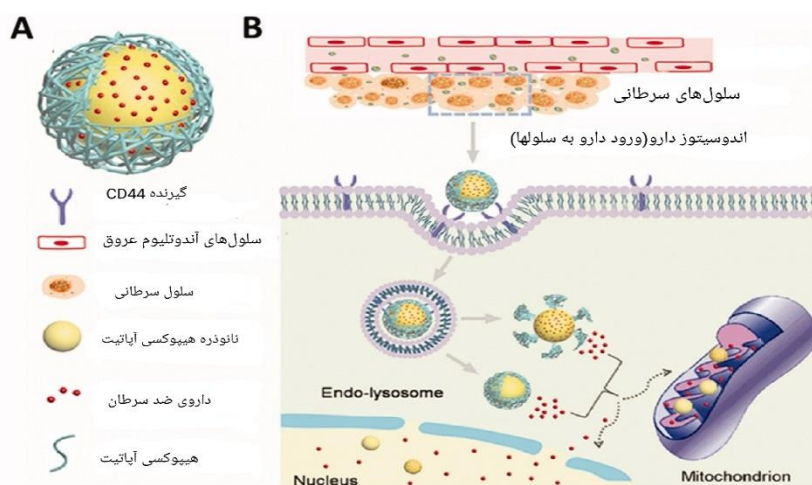 A
گیرنده CD44
سلول‌های آندوتلیوم عروق
سلول سرطانی
نانوذره هیپوکسی آپاتیت
داروی ضد سرطان
هیپوکسی آپاتیت
B
سلول‌های سرطانی
اندوسیتوز دارو(ورود دارو به سلولها)
Endo-lysosome
Nucleus
Mitochondrion